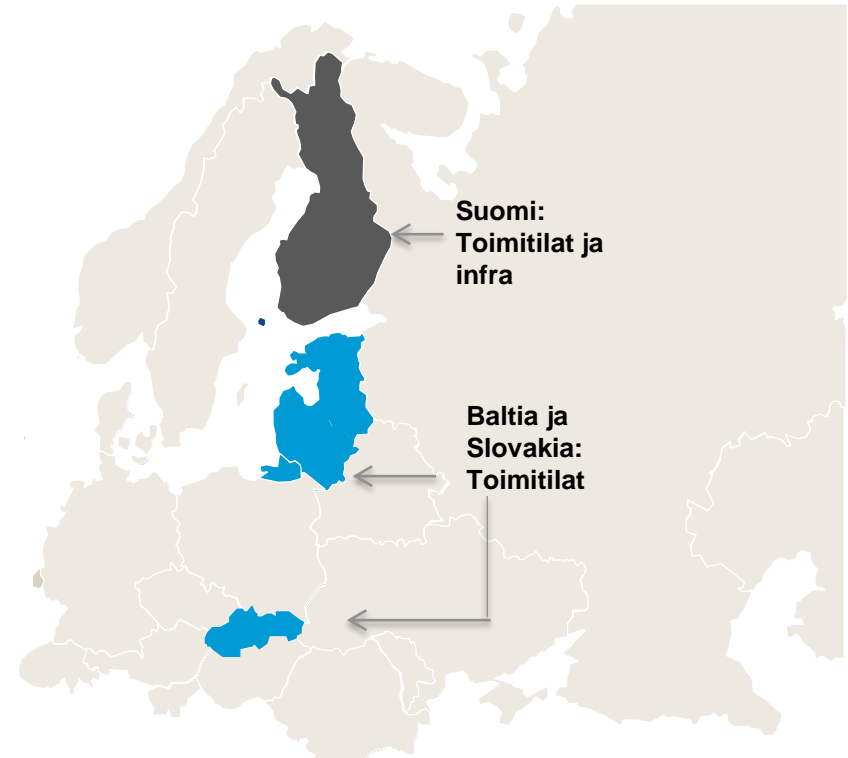 Suomi:
Toimitilat ja
infra
Baltia ja
Slovakia:
Toimitilat